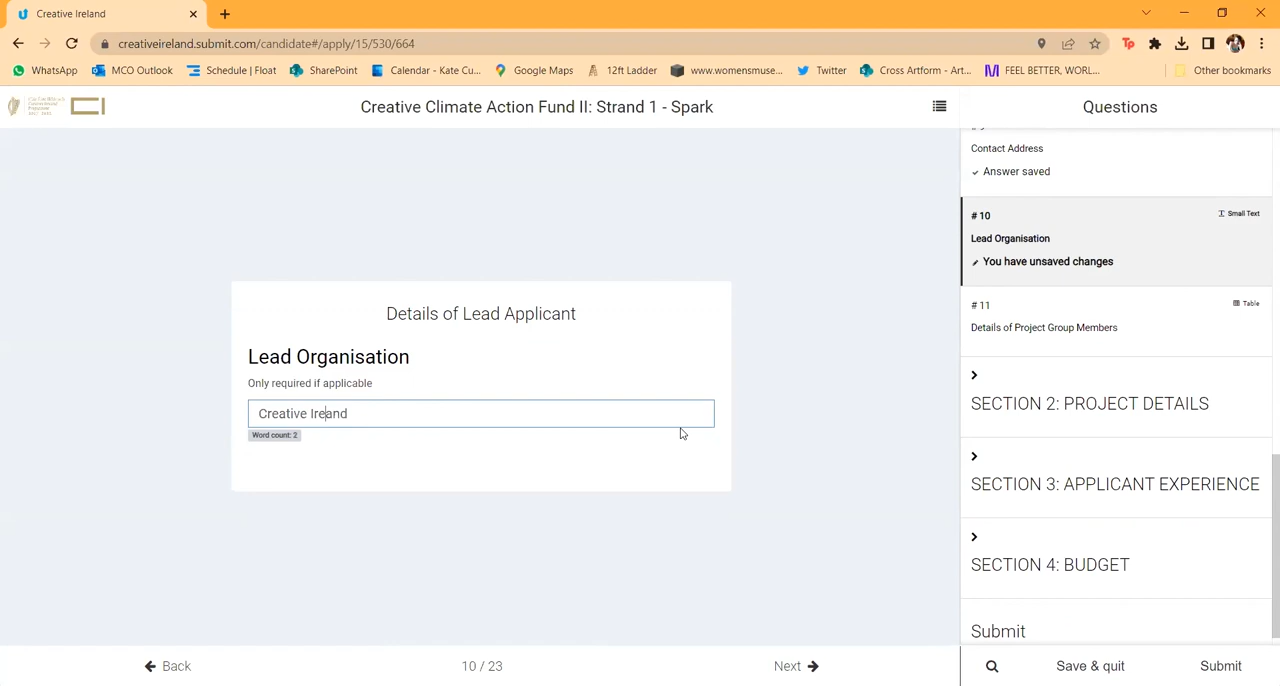 Creative Ireland
creativeireland.submit.com/candidate#/apply/15/530/664
WhatsApp MCO Outlook Schedule | Float SharePoint Calendar - Kate Cu... Google Maps 12ft Ladder www.womensmuse... Twitter Cross Artform - Art... FEEL BETTER, WORL... Other bookmarks
Creative Climate Action Fund II: Strand 1 - Spark
Questions
Contact Address
Answer saved
# 10
Small Text
Lead Organisation
You have unsaved changes
# 11
Table
Details of Project Group Members
SECTION 2: PROJECT DETAILS
SECTION 3: APPLICANT EXPERIENCE
SECTION 4: BUDGET
Submit
Details of Lead Applicant
Lead Organisation
Only required if applicable
Creative Ireand
Word count: 2
Back
10 / 23
Next
Save & quit
Submit